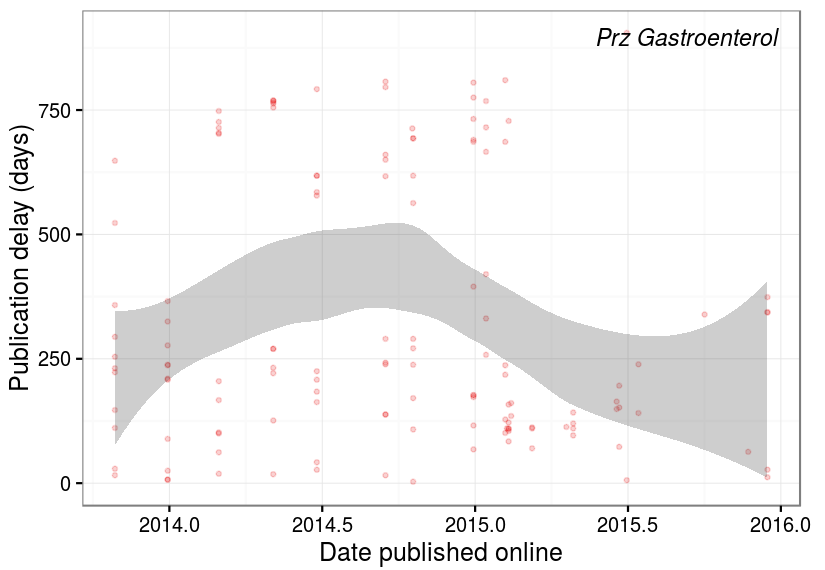 Prz Gastroenterol
Publication delay (days)
750
500
250
0
2014.0 2014.5 2015.0 2015.5 2016.0
Date published online